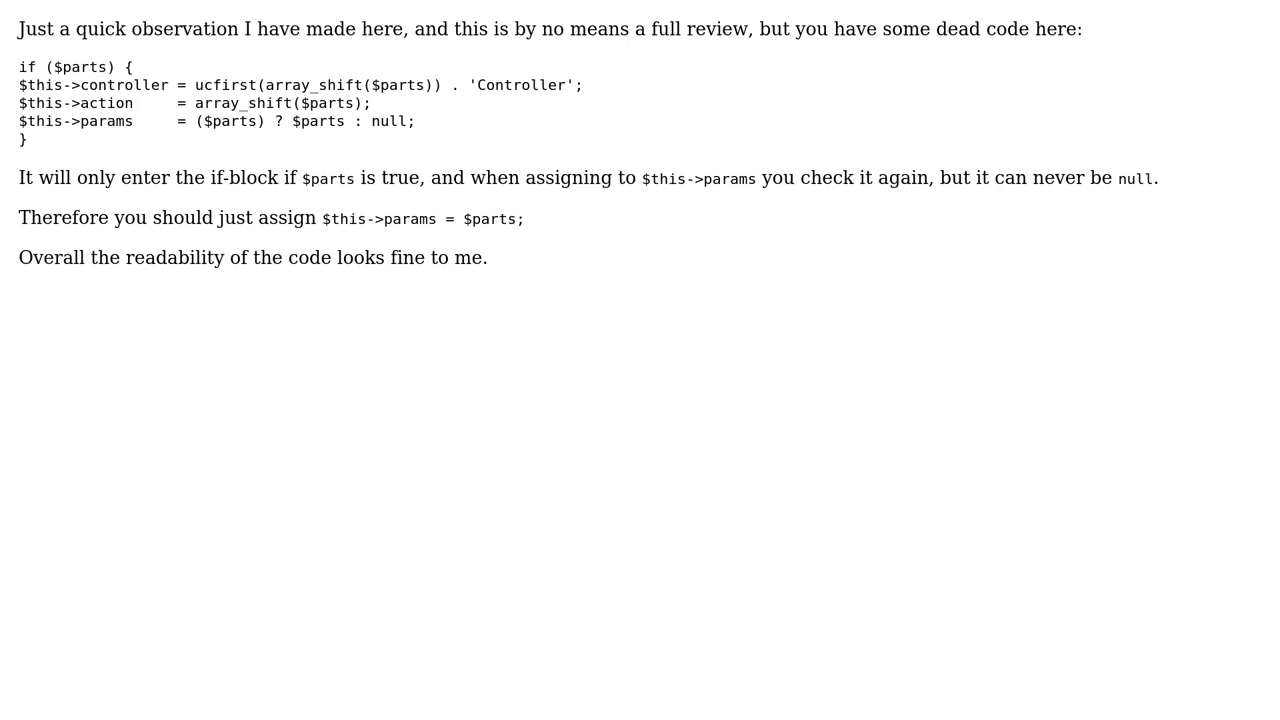 Just a quick observation I have made here, and this is by no means a full review, but you have some dead code here:
if ($parts) {
$this->controller = ucfirst(array_shift($parts)) . 'Controller';
$this->action     = array_shift($parts);
$this->params     = ($parts) ? $parts : null;
}
It will only enter the if-block if $parts is true, and when assigning to $this->params you check it again, but it can never be null.
Therefore you should just assign $this->params = $parts;
Overall the readability of the code looks fine to me.